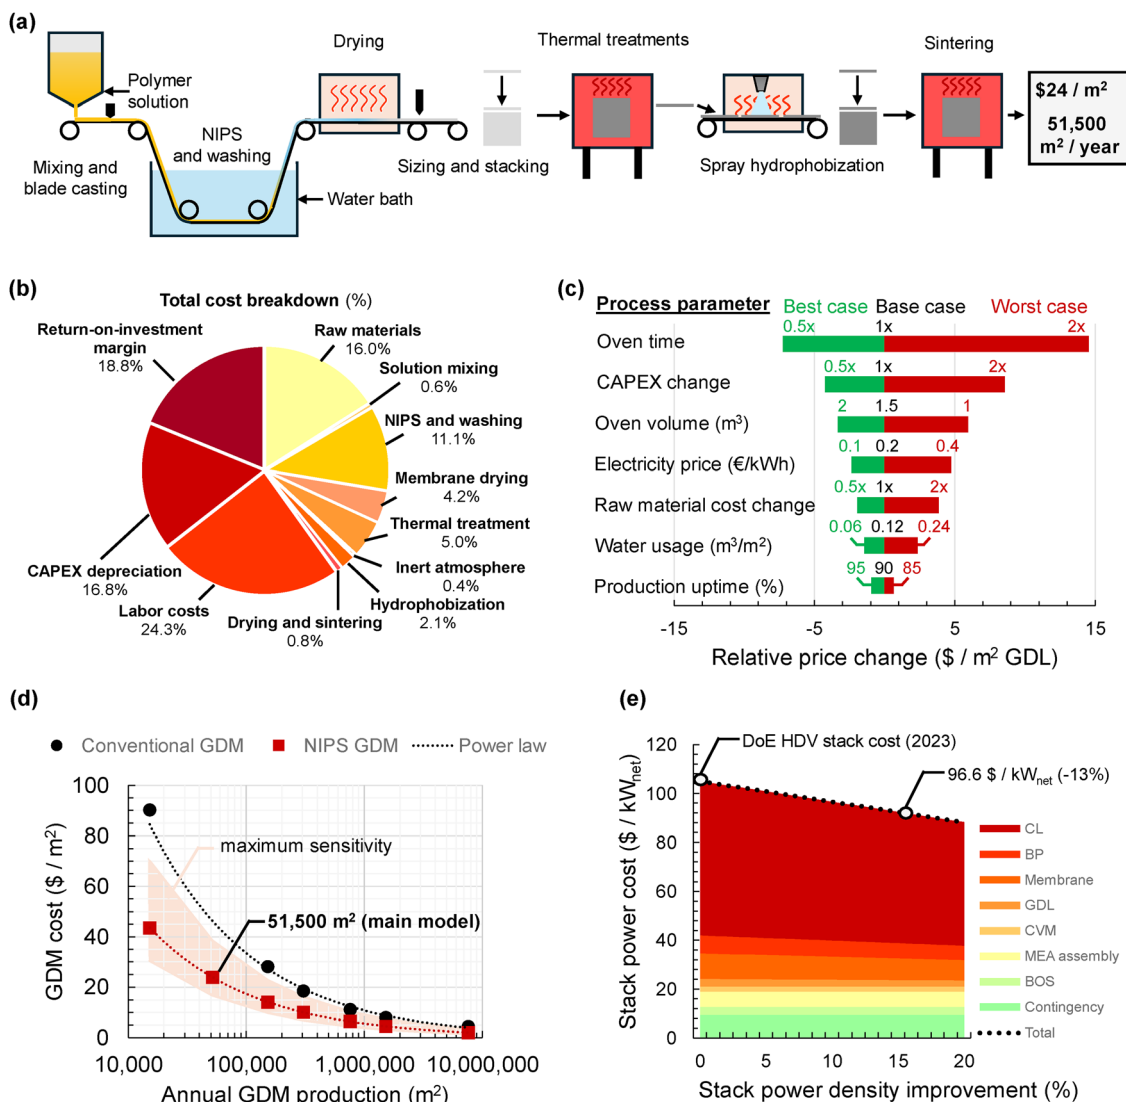 (a)
Polymer
solution
Mixing and
blade casting
NIPS
and washing
Water bath
Drying
Sizing and stacking
Thermal treatments
Spray hydrophobization
Sintering
$24 / m²
51,500
m² / year
(b)
Total cost breakdown (%)
Return-on-investment
margin
18.8%
Raw materials
16.0%
Solution mixing
0.6%
NIPS and washing
11.1%
Membrane drying
4.2%
Thermal treatment
5.0%
Inert atmosphere
0.4%
Hydrophobization
2.1%
Drying and sintering
0.8%
Labor costs
24.3%
CAPEX depreciation
16.8%
(c)
Process parameter Best case Base case Worst case
Oven time 0.5x 1x 2x
CAPEX change 0.5x 1x 2x
Oven volume (m³) 2 1.5 1
Electricity price (€/kWh) 0.1 0.2 0.4
Raw material cost change 0.5x 1x 2x
Water usage (m³/m²) 0.06 0.12 0.24
Production uptime (%) 95 90 85
-15 -5 5 15
Relative price change ($ / m² GDL)
(d)
Conventional GDM NIPS GDM Power law
100
80
60
40
20
0
GDM cost ($ / m²)
maximum sensitivity
51,500 m² (main model)
10,000 100,000 1,000,000 10,000,000
Annual GDM production (m²)
(e)
120
100
80
60
40
20
0
Stack power cost ($ / kWnet)
DoE HDV stack cost (2023)
96.6 $ / kWnet (-13%)
CL
BP
Membrane
GDL
CVM
MEA assembly
BOS
Contingency
Total
0 5 10 15 20
Stack power density improvement (%)